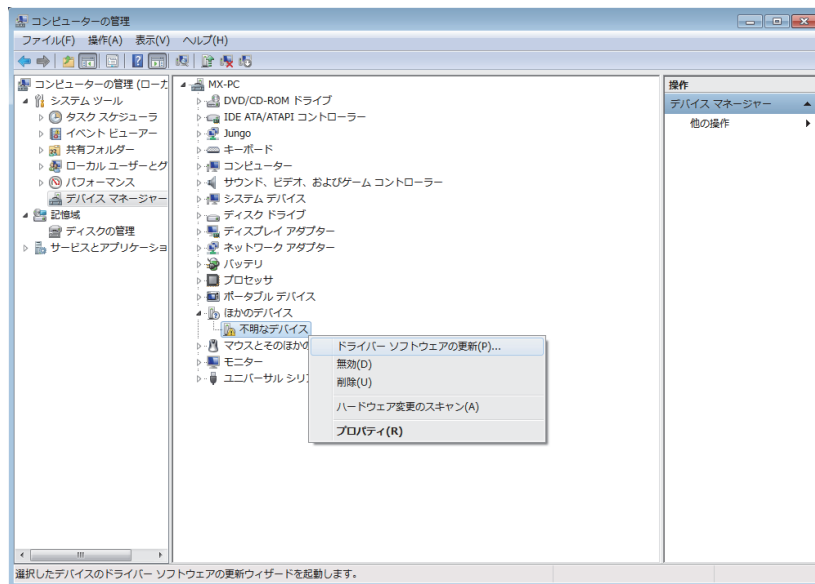 コンピューターの管理
ファイル(F) 操作(A) 表示(V) ヘルプ(H)
コンピューターの管理 (ローカ
システム ツール
タスク スケジューラ
イベント ビューアー
共有フォルダー
ローカル ユーザーとグ
パフォーマンス
デバイス マネージャー
記憶域
ディスクの管理
サービスとアプリケーショ
MX-PC
DVD/CD-ROM ドライブ
IDE ATA/ATAPI コントローラー
Jungo
キーボード
コンピューター
サウンド、ビデオ、およびゲーム コントローラー
システム デバイス
ディスク ドライブ
ディスプレイ アダプター
ネットワーク アダプター
バッテリ
プロセッサ
ポータブル デバイス
ほかのデバイス
不明なデバイス
マウスとそのほかの
モニター
ユニバーサル シリ
ドライバー ソフトウェアの更新(P)...
無効(D)
削除(U)
ハードウェア変更のスキャン(A)
プロパティ(R)
操作
デバイス マネージャー
他の操作
選択したデバイスのドライバー ソフトウェアの更新ウィザードを起動します。